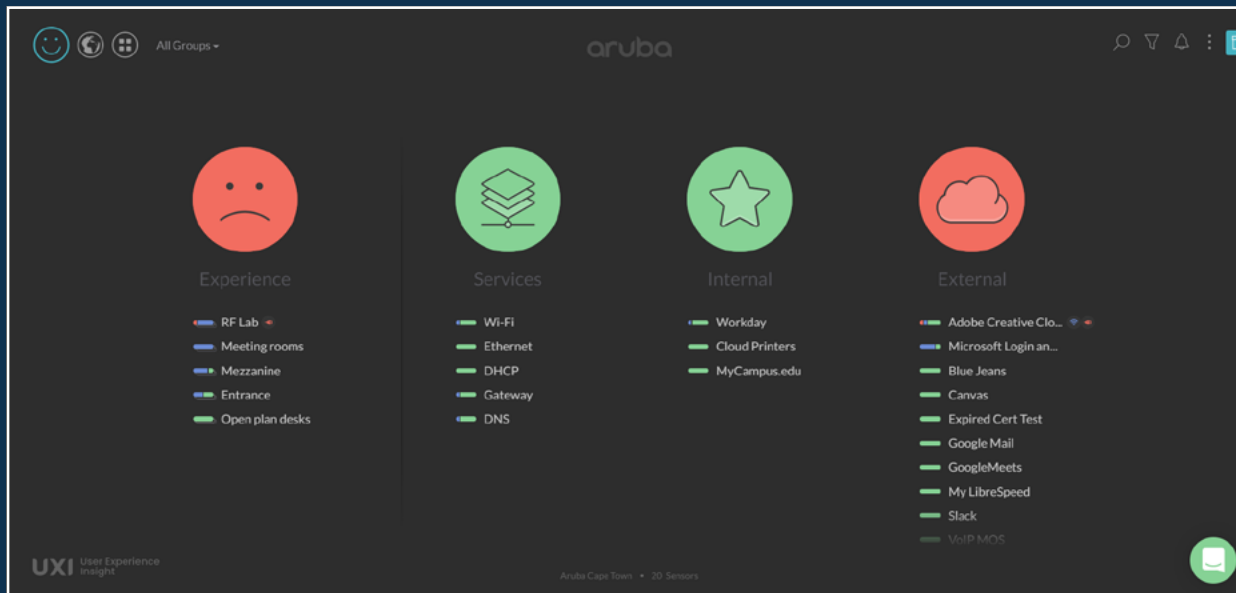 All Groups
aruba
Experience
RF Lab
Meeting rooms
Mezzanine
Entrance
Open plan desks
Services
Wi-Fi
Ethernet
DHCP
Gateway
DNS
Internal
Workday
Cloud Printers
MyCampus.edu
External
Adobe Creative Clo...
Microsoft Login an...
Blue Jeans
Canvas
Expired Cert Test
Google Mail
GoogleMeets
My LibreSpeed
Slack
VoIP MOS
UXI User Experience
Insight
Aruba Cape Town • 20 Sensors